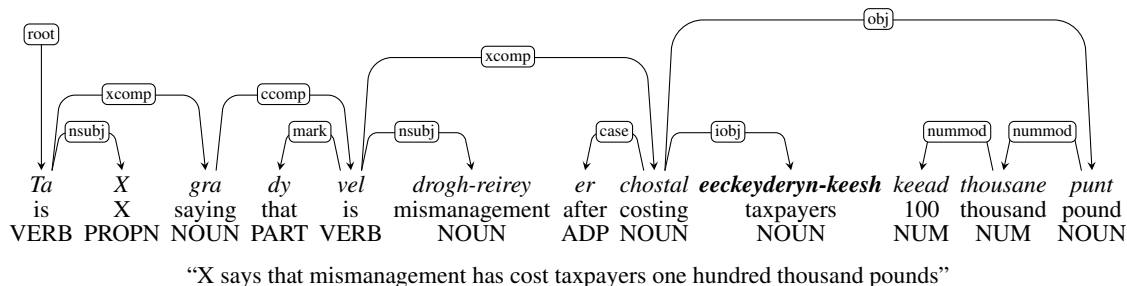 obj
root
xcomp
xcomp ccomp
nsubj mark nsubj case iobj nummod nummod
Ta X gra dy vel drogh-reirey er chostal eeckeyderyn-keesh keead thousane punt
is X saying that is mismanagement after costing taxpayers 100 thousand pound
VERB PROPN NOUN PART VERB NOUN ADP NOUN NOUN NUM NUM NOUN
“X says that mismanagement has cost taxpayers one hundred thousand pounds”